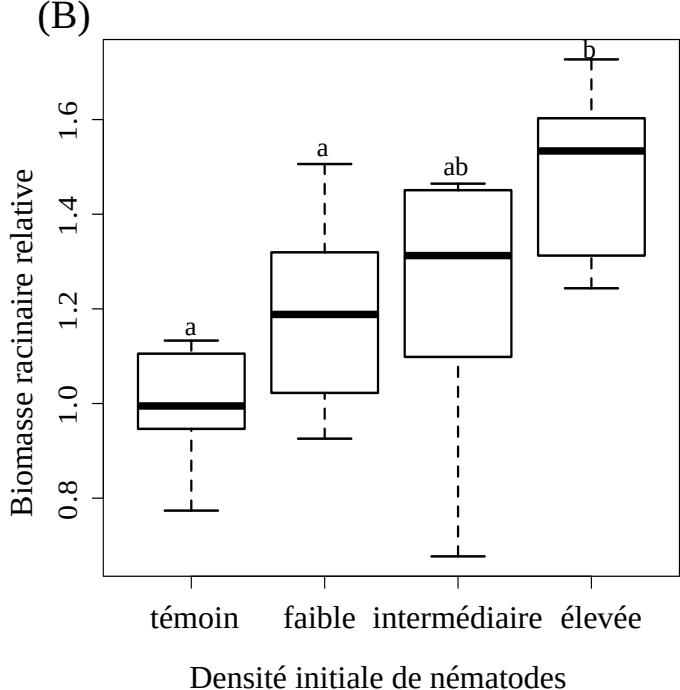 (B)
Biomasse racinaire relative
1.6
1.4
1.2
1.0
0.8
a
a
ab
b
témoin faible intermédiaire élevée
Densité initiale de nématodes